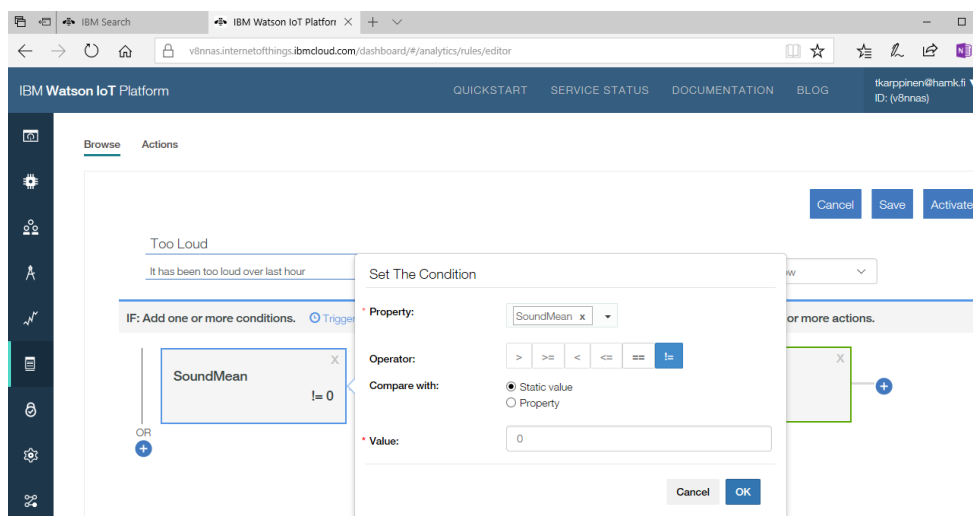 IBM Search
IBM Watson IoT Platforr
v8nnas.internetofthings.ibmcloud.com/dashboard/#/analytics/rules/editor
IBM Watson IoT Platform
QUICKSTART
SERVICE STATUS
DOCUMENTATION
BLOG
tkarppinen@hamk.fi
ID: (v8nnas)
Browse
Actions
Cancel
Save
Activate
Too Loud
It has been too loud over last hour
Set The Condition
IF: Add one or more conditions.
Trigger
or more actions.
* Property:
SoundMean x
Operator:
> >= < <= == !=
Compare with:
Static value
Property
* Value:
0
Cancel
OK
X
SoundMean
!= 0
OR
X